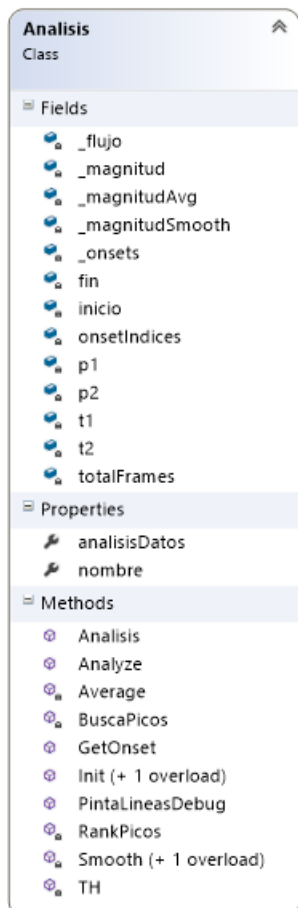 Analisis
Class
Fields
_flujo
_magnitud
_magnitudAvg
_magnitudSmooth
_onsets
fin
inicio
onsetIndices
p1
p2
t1
t2
totalFrames
Properties
analisisDatos
nombre
Methods
Analisis
Analyze
Average
BuscaPicos
GetOnset
Init (+ 1 overload)
PintaLineasDebug
RankPicos
Smooth (+ 1 overload)
TH